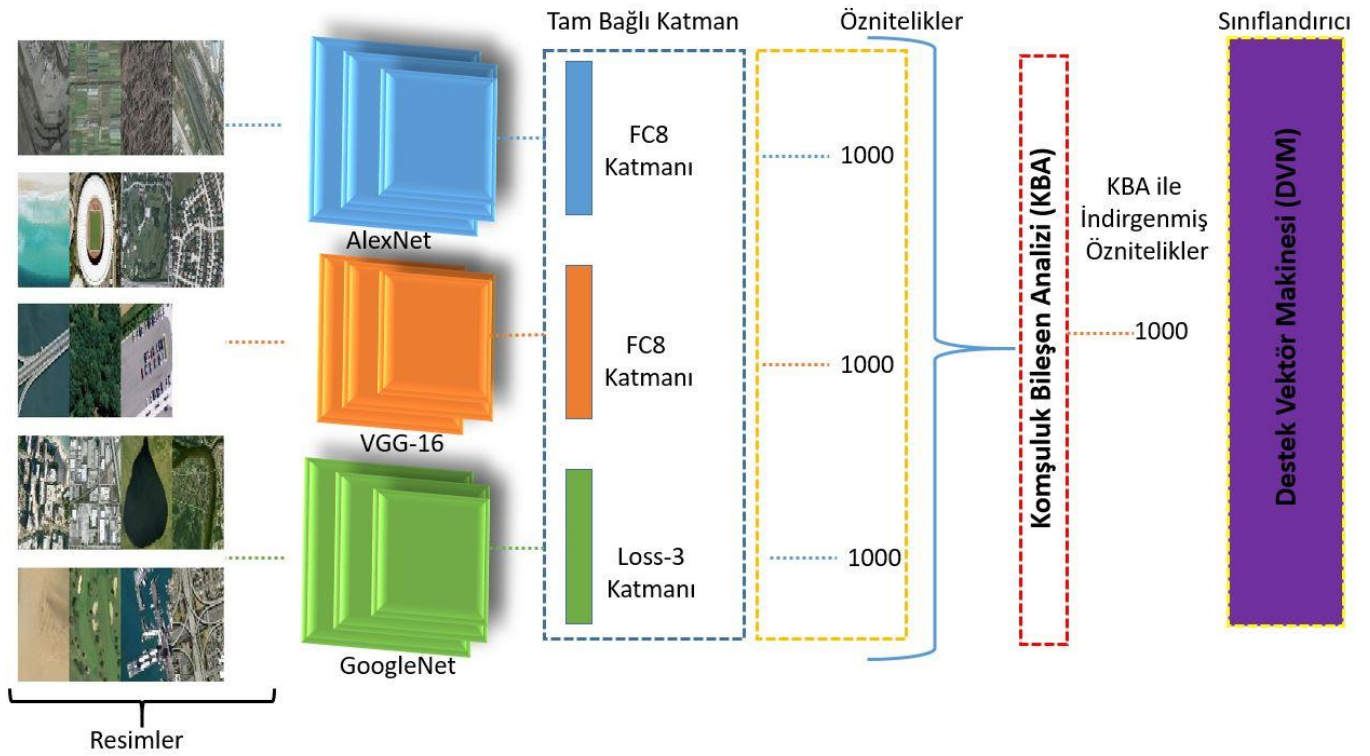 Tam Bağlı Katman
Öznitelikler
Sınıflandırıcı
AlexNet
FC8
Katmanı
1000
VGG-16
FC8
Katmanı
1000
GoogleNet
Loss-3
Katmanı
1000
Komşuluk Bileşen Analizi (KBA)
KBA ile
İndirgenmiş
Öznitelikler
1000
Destek Vektör Makinesi (DVM)
Resimler